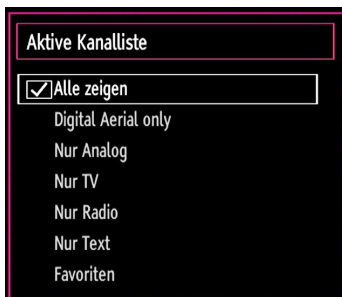 Aktive Kanalliste
Alle zeigen
Digital Aerial only
Nur Analog
Nur TV
Nur Radio
Nur Text
Favoriten